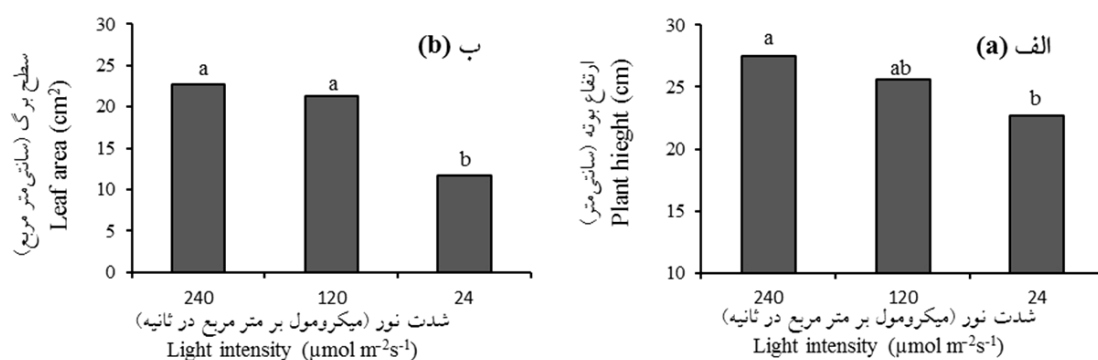 (a) الف
ارتفاع بوته (سانتی‌متر)
Plant hieght (cm)
30
25
20
15
10
a
ab
b
240
120
24
شدت نور (میکرومول بر متر مربع در ثانیه)
Light intensity (µmol m-2s-1)
(b) ب
سطح برگ (سانتی‌متر مربع)
Leaf area (cm2)
30
25
20
15
10
5
0
a
a
b
240
120
24
شدت نور (میکرومول بر متر مربع در ثانیه)
Light intensity (µmol m-2s-1)